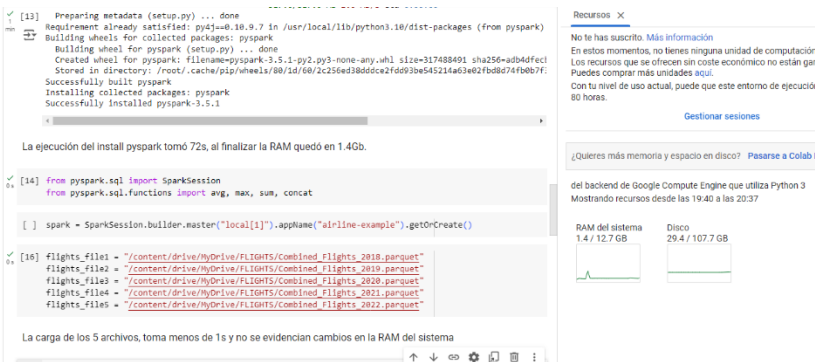 [13] Preparing metadata (setup.py) ... done
Requirement already satisfied: py4j==0.10.9.7 in /usr/local/lib/python3.10/dist-packages (from pyspark)
Building wheels for collected packages: pyspark
Building wheel for pyspark (setup.py) ... done
Created wheel for pyspark: filename=pyspark-3.5.1-py2.py3-none-any.whl size=317488491
Stored in directory: /root/.cache/pip/wheels/80/1d/60/
Successfully built pyspark
Installing collected packages: pyspark
Successfully installed pyspark-3.5.1
La ejecución del install pyspark tomó 72s, al finalizar la RAM quedó en 1.4Gb.
[14] from pyspark.sql import SparkSession
from pyspark.sql.functions import avg, max, sum, concat
[ ] spark = SparkSession.builder.master("local[1]").appName("airline-example").getOrCreate()
[16] flights_file1 = "/content/drive/MyDrive/FLIGHTS/Combined_Flights_2018.parquet"
flights_file2 = "/content/drive/MyDrive/FLIGHTS/Combined_Flights_2019.parquet"
flights_file3 = "/content/drive/MyDrive/FLIGHTS/Combined_Flights_2020.parquet"
flights_file4 = "/content/drive/MyDrive/FLIGHTS/Combined_Flights_2021.parquet"
flights_file5 = "/content/drive/MyDrive/FLIGHTS/Combined_Flights_2022.parquet"
La carga de los 5 archivos, toma menos de 1s y no se evidencian cambios en la RAM del sistema
Recursos X
No te has suscrito. Más información
En estos momentos, no tienes ninguna unidad de computación
Los recursos que se ofrecen sin coste económico no están
Puedes comprar más unidades aquí.
Con tu nivel de uso actual, puede que este entorno de
80 horas.
Gestionar sesiones
¿Quieres más memoria y espacio en disco? Pasarse a Colab
del backend de Google Compute Engine que utiliza Python 3
Mostrando recursos desde las 19:40 a las 20:37
RAM del sistema
1.4 / 12.7 GB
Disco
29.4 / 107.7 GB